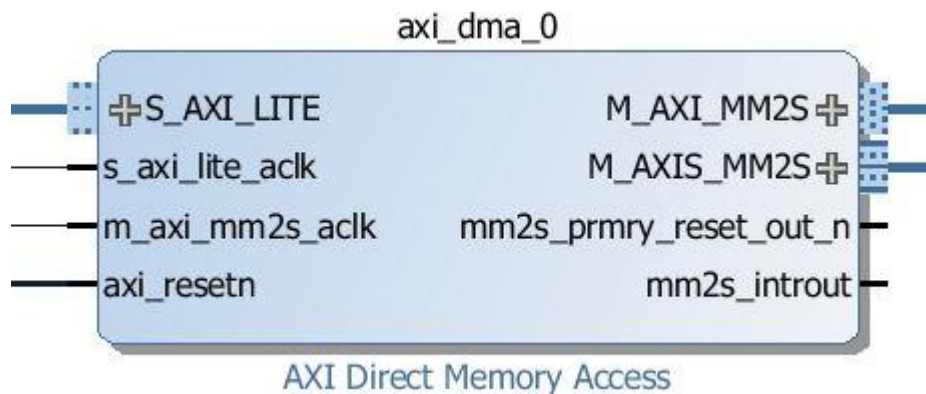 axi_dma_0
S_AXI_LITE
M_AXI_MM2S
s_axi_lite_aclk
M_AXIS_MM2S
m_axi_mm2s_aclk
mm2s_prmry_reset_out_n
axi_resetn
mm2s_introut
AXI Direct Memory Access